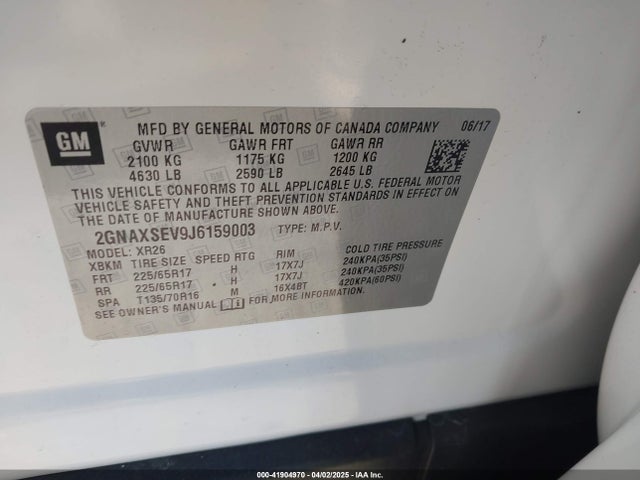 GM
MFD BY GENERAL MOTORS OF CANADA COMPANY 06/17
GVWR GAWR FRT GAWR RR
2100 KG 1175 KG 1200 KG
4630 LB 2590 LB 2645 LB
THIS VEHICLE CONFORMS TO ALL APPLICABLE U.S. FEDERAL MOTOR
VEHICLE SAFETY AND THEFT PREVENTION STANDARDS IN EFFECT ON
THE DATE OF MANUFACTURE SHOWN ABOVE.
2GNAXSEV9J6159003 TYPE: M.P.V.
MODEL: XR26
XBKM TIRE SIZE SPEED RTG RIM COLD TIRE PRESSURE
FRT 225/65R17 H 17X7J 240KPA(35PSI)
RR 225/65R17 H 17X7J 240KPA(35PSI)
SPA T135/70R16 M 16X4BT 420KPA(60PSI)
SEE OWNER'S MANUAL FOR MORE INFORMATION.
000-41904970 - 04/02/2025 - IAA Inc.